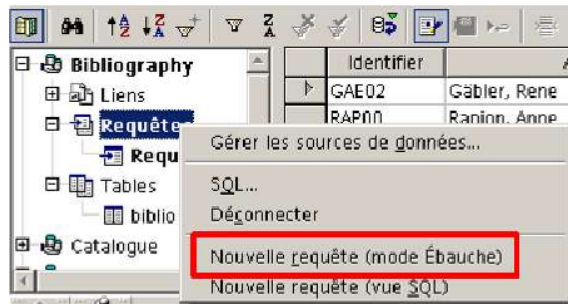 Identifier
Bibliography
GAE02 Gäbler, Rene
Liens
RAP00 Rapion, Anne
Requêtes
Requ
Gérer les sources de données...
Tables
SQL...
biblio
Déconnecter
Catalogue
Nouvelle requête (mode Ébauche)
Nouvelle requête (vue SQL)